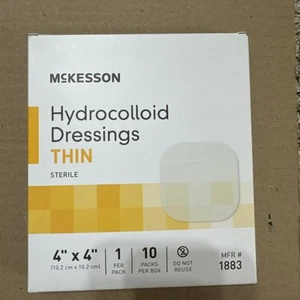 McKESSON
Hydrocolloid
Dressings
THIN
STERILE
4" x 4"
(10.2 cm x 10.2 cm)
1
PER
PACK
10
PACKS
PER BOX
DO NOT
REUSE
MFR #
1883